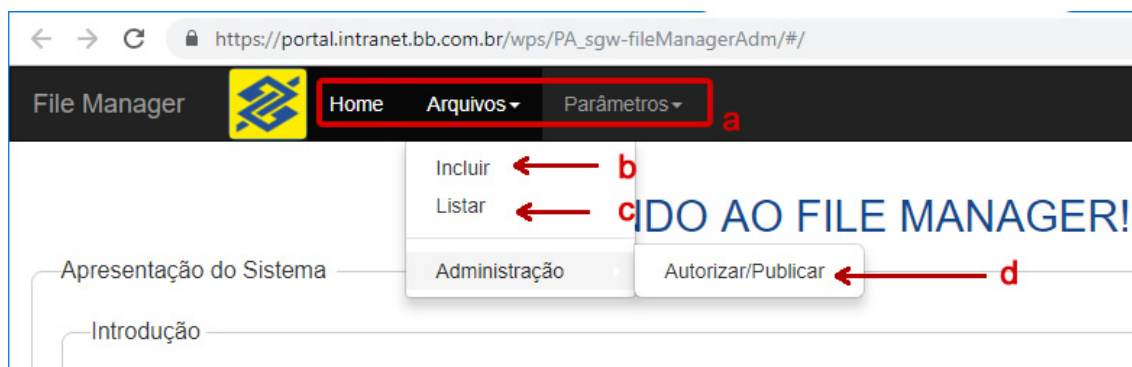 https://portal.intranet.bb.com.br/wps/PA_sgw-fileManagerAdm/#/
File Manager Home Arquivos Parâmetros a
Incluir b
Listar c
NDO AO FILE MANAGER!
Apresentação do Sistema Administração Autorizar/Publicar d
Introdução